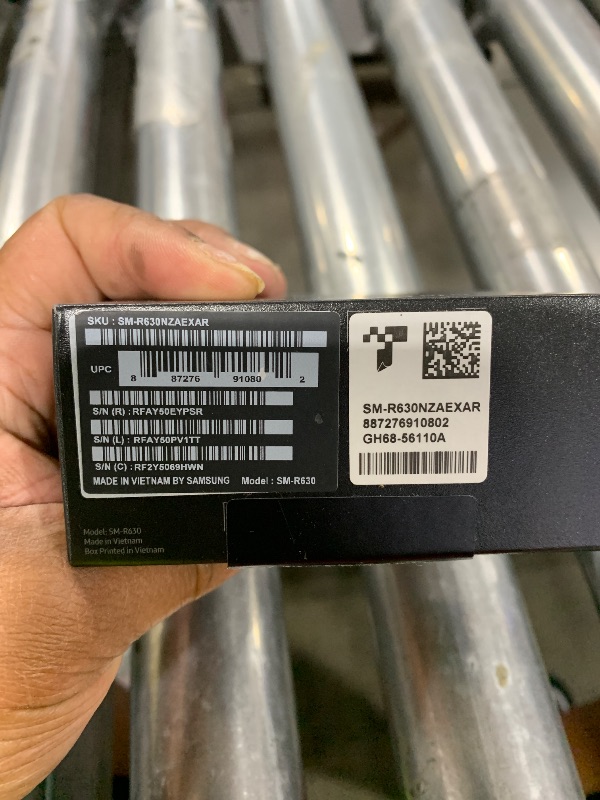 SKU : SM-R630NZAEXAR
UPC
8 87276 91080 2
S/N (R) : RFAY50EYPSR
S/N (L) : RFAY50PV1TT
S/N (C) : RF2Y5069HWN
MADE IN VIETNAM BY SAMSUNG Model : SM-R630
SM-R630NZAEXAR
887276910802
GH68-56110A
Model: SM-R630
Made in Vietnam
Box Printed in Vietnam